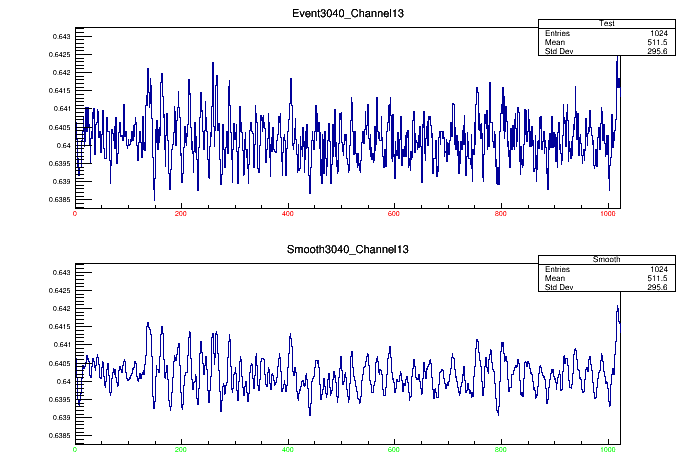 Event3040_Channel13
Test
Entries 1024
Mean 511.5
Std Dev 295.6
0.643
0.6425
0.642
0.6415
0.641
0.6405
0.64
0.6395
0.639
0.6385
0 200 400 600 800 1000
Smooth3040_Channel13
Smooth
Entries 1024
Mean 511.5
Std Dev 295.6
0.643
0.6425
0.642
0.6415
0.641
0.6405
0.64
0.6395
0.639
0.6385
0 200 400 600 800 1000